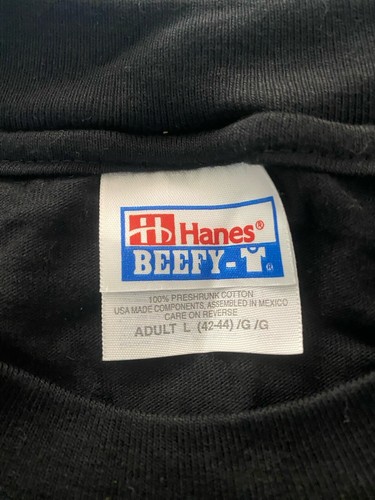 Hanes®
BEEFY-T®
100% PRESHRUNK COTTON
USA MADE COMPONENTS, ASSEMBLED IN MEXICO
CARE ON REVERSE
ADULT L (42-44) /G /G